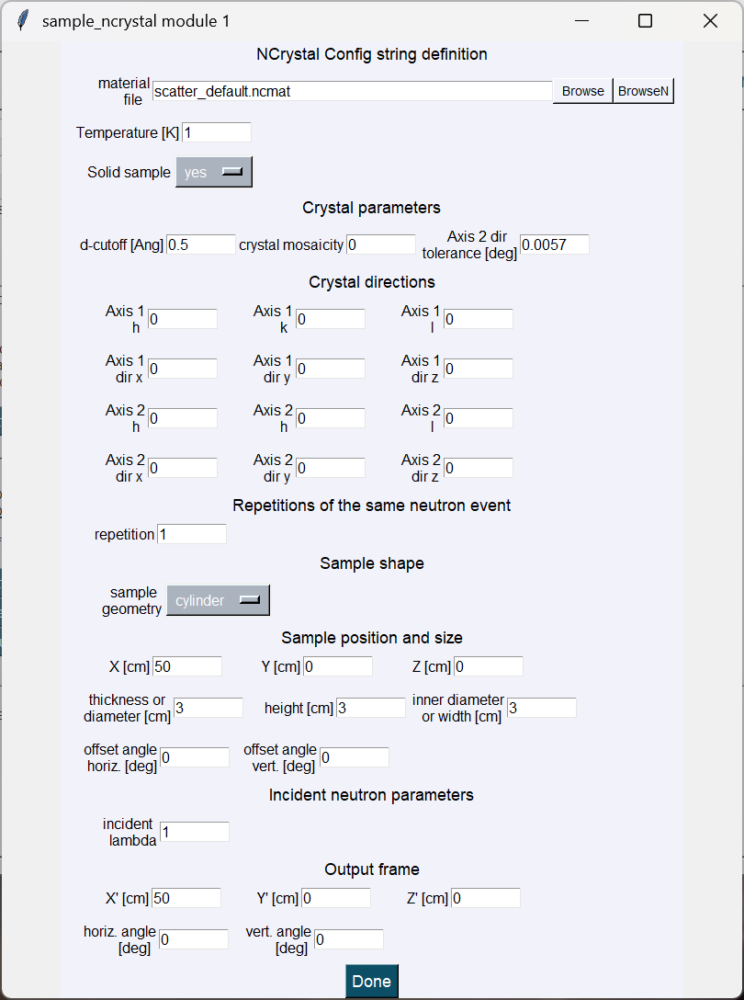 sample_ncrystal module 1
NCrystal Config string definition
material
file scatter_default.ncmat Browse BrowseN
Temperature [K] 1
Solid sample yes
Crystal parameters
d-cutoff [Ang] 0.5 crystal mosaicity 0 Axis 2 dir
tolerance [deg] 0.0057
Crystal directions
Axis 1
h 0 Axis 1
k 0 Axis 1
l 0
Axis 1
dir x 0 Axis 1
dir y 0 Axis 1
dir z 0
Axis 2
h 0 Axis 2
h 0 Axis 2
l 0
Axis 2
dir x 0 Axis 2
dir y 0 Axis 2
dir z 0
Repetitions of the same neutron event
repetition 1
Sample shape
sample
geometry cylinder
Sample position and size
X [cm] 50 Y [cm] 0 Z [cm] 0
thickness or
diameter [cm] 3 height [cm] 3 inner diameter
or width [cm] 3
offset angle
horiz. [deg] 0 offset angle
vert. [deg] 0
Incident neutron parameters
incident
lambda 1
Output frame
X' [cm] 50 Y' [cm] 0 Z' [cm] 0
horiz. angle
[deg] 0 vert. angle
[deg] 0
Done